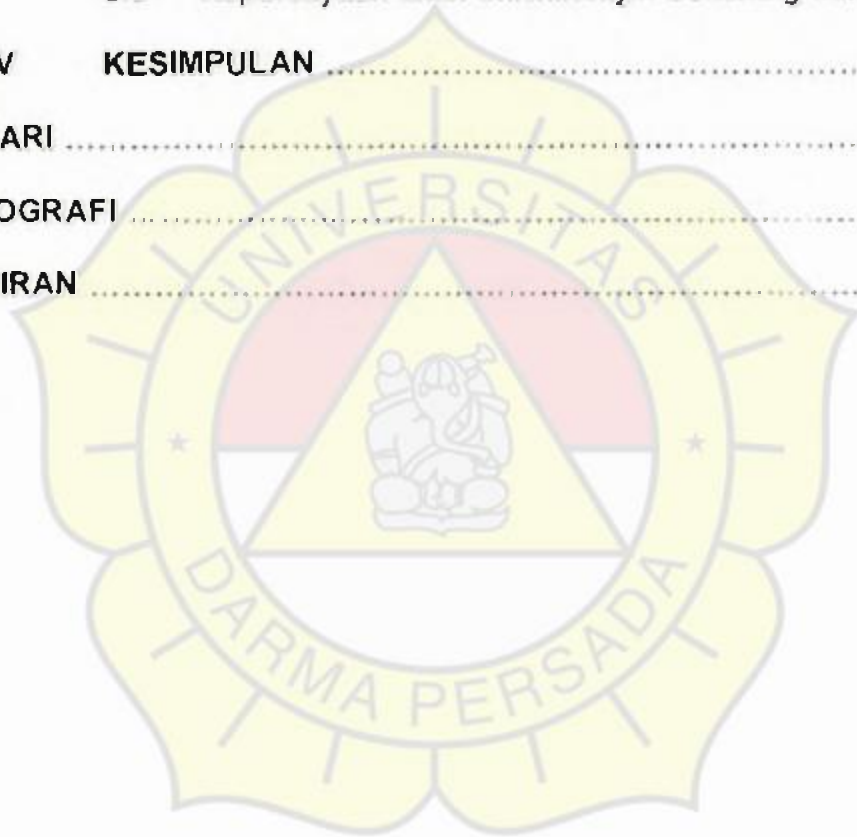 V KESIMPULAN
ARI
OGRAFI
IRAN
UNIVERSITAS
DARMA PERSADA